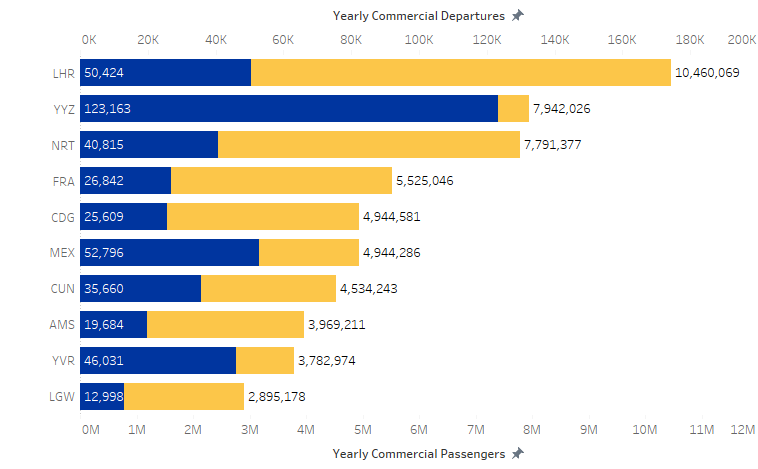 Yearly Commercial Departures
0K 20K 40K 60K 80K 100K 120K 140K 160K 180K 200K
LHR 50,424 10,460,069
YYZ 123,163 7,942,026
NRT 40,815 7,791,377
FRA 26,842 5,525,046
CDG 25,609 4,944,581
MEX 52,796 4,944,286
CUN 35,660 4,534,243
AMS 19,684 3,969,211
YVR 46,031 3,782,974
LGW 12,998 2,895,178
0M 1M 2M 3M 4M 5M 6M 7M 8M 9M 10M 11M 12M
Yearly Commercial Passengers